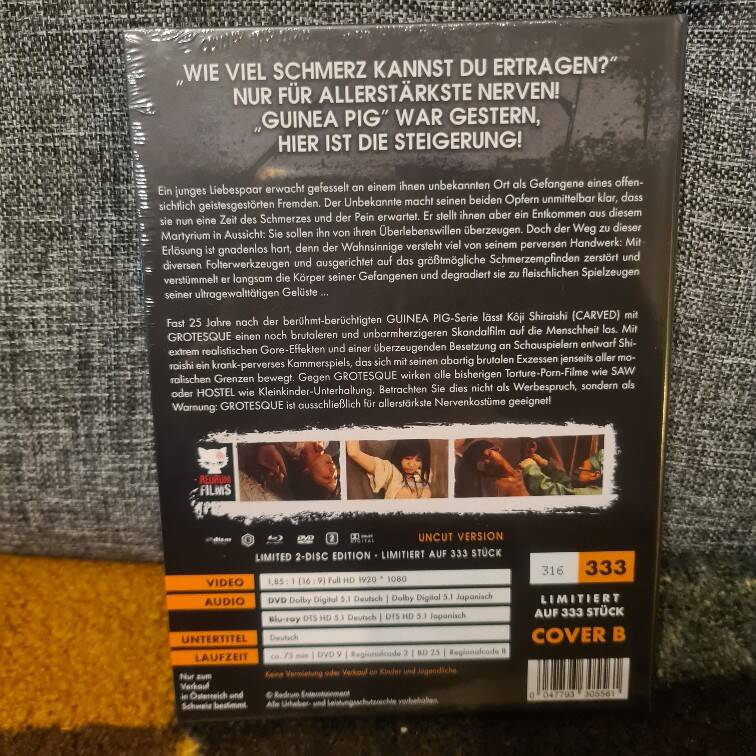 „WIE VIEL SCHMERZ KANNST DU ERTRAGEN?"
NUR FÜR ALLERSTÄRKSTE NERVEN!
„GUINEA PIG" WAR GESTERN,
HIER IST DIE STEIGERUNG!
Ein junges Liebespaar erwacht gefesselt an einem ihnen unbekannten Ort als Gefangene eines offen-
sichtlich geistesgestörten Fremden. Der Unbekannte macht seinen beiden Opfern unmittelbar klar, dass
sie nun eine Zeit des Schmerzes und der Pein erwartet. Er stellt ihnen aber ein Entkommen aus diesem
Martyrium in Aussicht: Sie sollen ihn von ihren Überlebenswillen überzeugen. Doch der Weg zu dieser
Erlösung ist gnadenlos hart, denn der Wahnsinnige versteht viel von seinem perversen Handwerk: Mit
diversen Folterwerkzeugen und ausgerichtet auf das größtmögliche Schmerzempfinden zerstört und
verstümmelt er langsam die Körper seiner Gefangenen und degradiert sie zu fleischlichen Spielzeugen
seiner ultragewalttätigen Gelüste ...
Fast 25 Jahre nach der berühmt-berüchtigten GUINEA PIG-Serie lässt Kôji Shiraishi (CARVED) mit
GROTESQUE einen noch brutaleren und unbarmherzigeren Skandalfilm auf die Menschheit los. Mit
extrem realistischen Gore-Effekten und einer überzeugenden Besetzung an Schauspielern entwarf Shi-
raishi ein krank-perverses Kammerspiels, das sich mit seinen abartig brutalen Exzessen jenseits aller mo-
ralischen Grenzen bewegt. Gegen GROTESQUE wirken alle bisherigen Torture-Porn-Filme wie SAW
oder HOSTEL wie Kleinkinder-Unterhaltung. Betrachten Sie dies nicht als Werbespruch, sondern als
Warnung: GROTESQUE ist ausschließlich für allerstärkste Nervenkostüme geeignet!
REDRUM
FILMS
DVD 2 DOLBY DIGITAL UNCUT VERSION
LIMITED 2-DISC EDITION · LIMITIERT AUF 333 STÜCK
316 333
LIMITIERT
AUF 333 STÜCK
COVER B
VIDEO 1,85 : 1 (16 : 9) Full HD 1920 * 1080
AUDIO DVD Dolby Digital 5.1 Deutsch | Dolby Digital 5.1 Japanisch
Blu-ray DTS HD 5.1 Deutsch | DTS HD 5.1 Japanisch
UNTERTITEL Deutsch
LAUFZEIT ca. 73 min | DVD 9 | Regionalcode 2 | BD 25 | Regionalcode B
Nur zum
Verkauf
in Österreich und
Schweiz bestimmt.
Keine Vermietung oder Verkauf an Kinder und Jugendliche.
© Redrum Entertainment
Alle Urheber- und Leistungsschutzrechte vorbehalten.
0 047793 305561